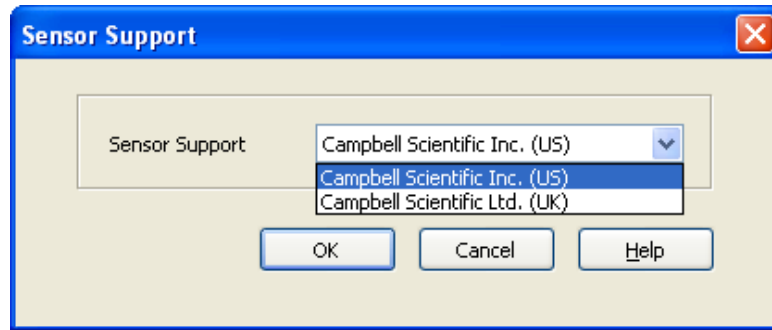 Sensor Support
Sensor Support
Campbell Scientific Inc. (US)
Campbell Scientific Inc. (US)
Campbell Scientific Ltd. (UK)
OK
Cancel
Help